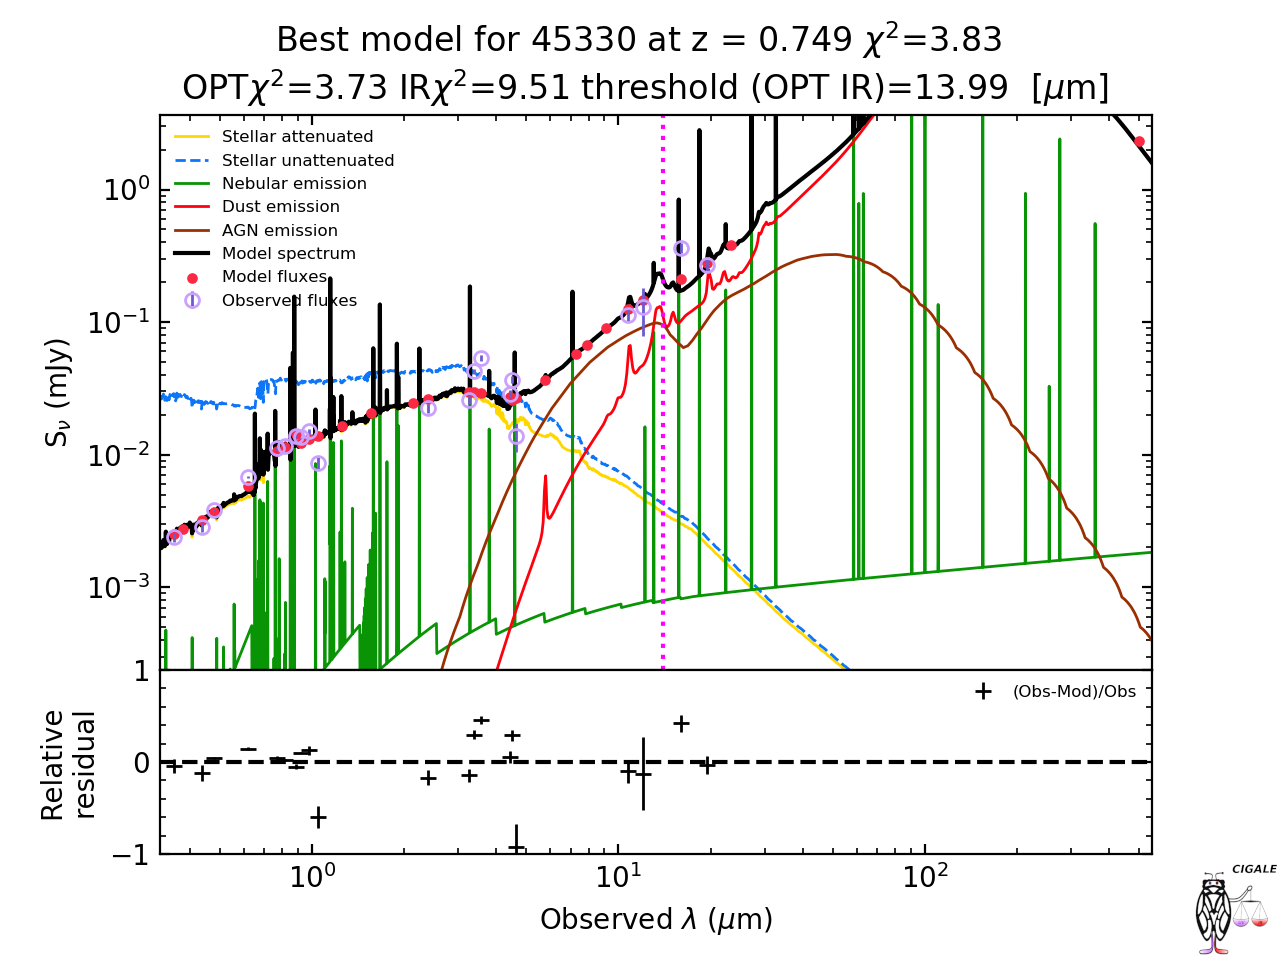 Best model for 45330 at z = 0.749 χ²=3.83
OPTχ²=3.73 IRχ²=9.51 threshold (OPT IR)=13.99 [μm]
Stellar attenuated
Stellar unattenuated
Nebular emission
Dust emission
AGN emission
Model spectrum
Model fluxes
Observed fluxes
10⁰
10⁻¹
10⁻²
10⁻³
S_ν (mJy)
1
0
−1
Relative
residual
(Obs-Mod)/Obs
10⁰ 10¹ 10²
Observed λ (μm)
CIGALE